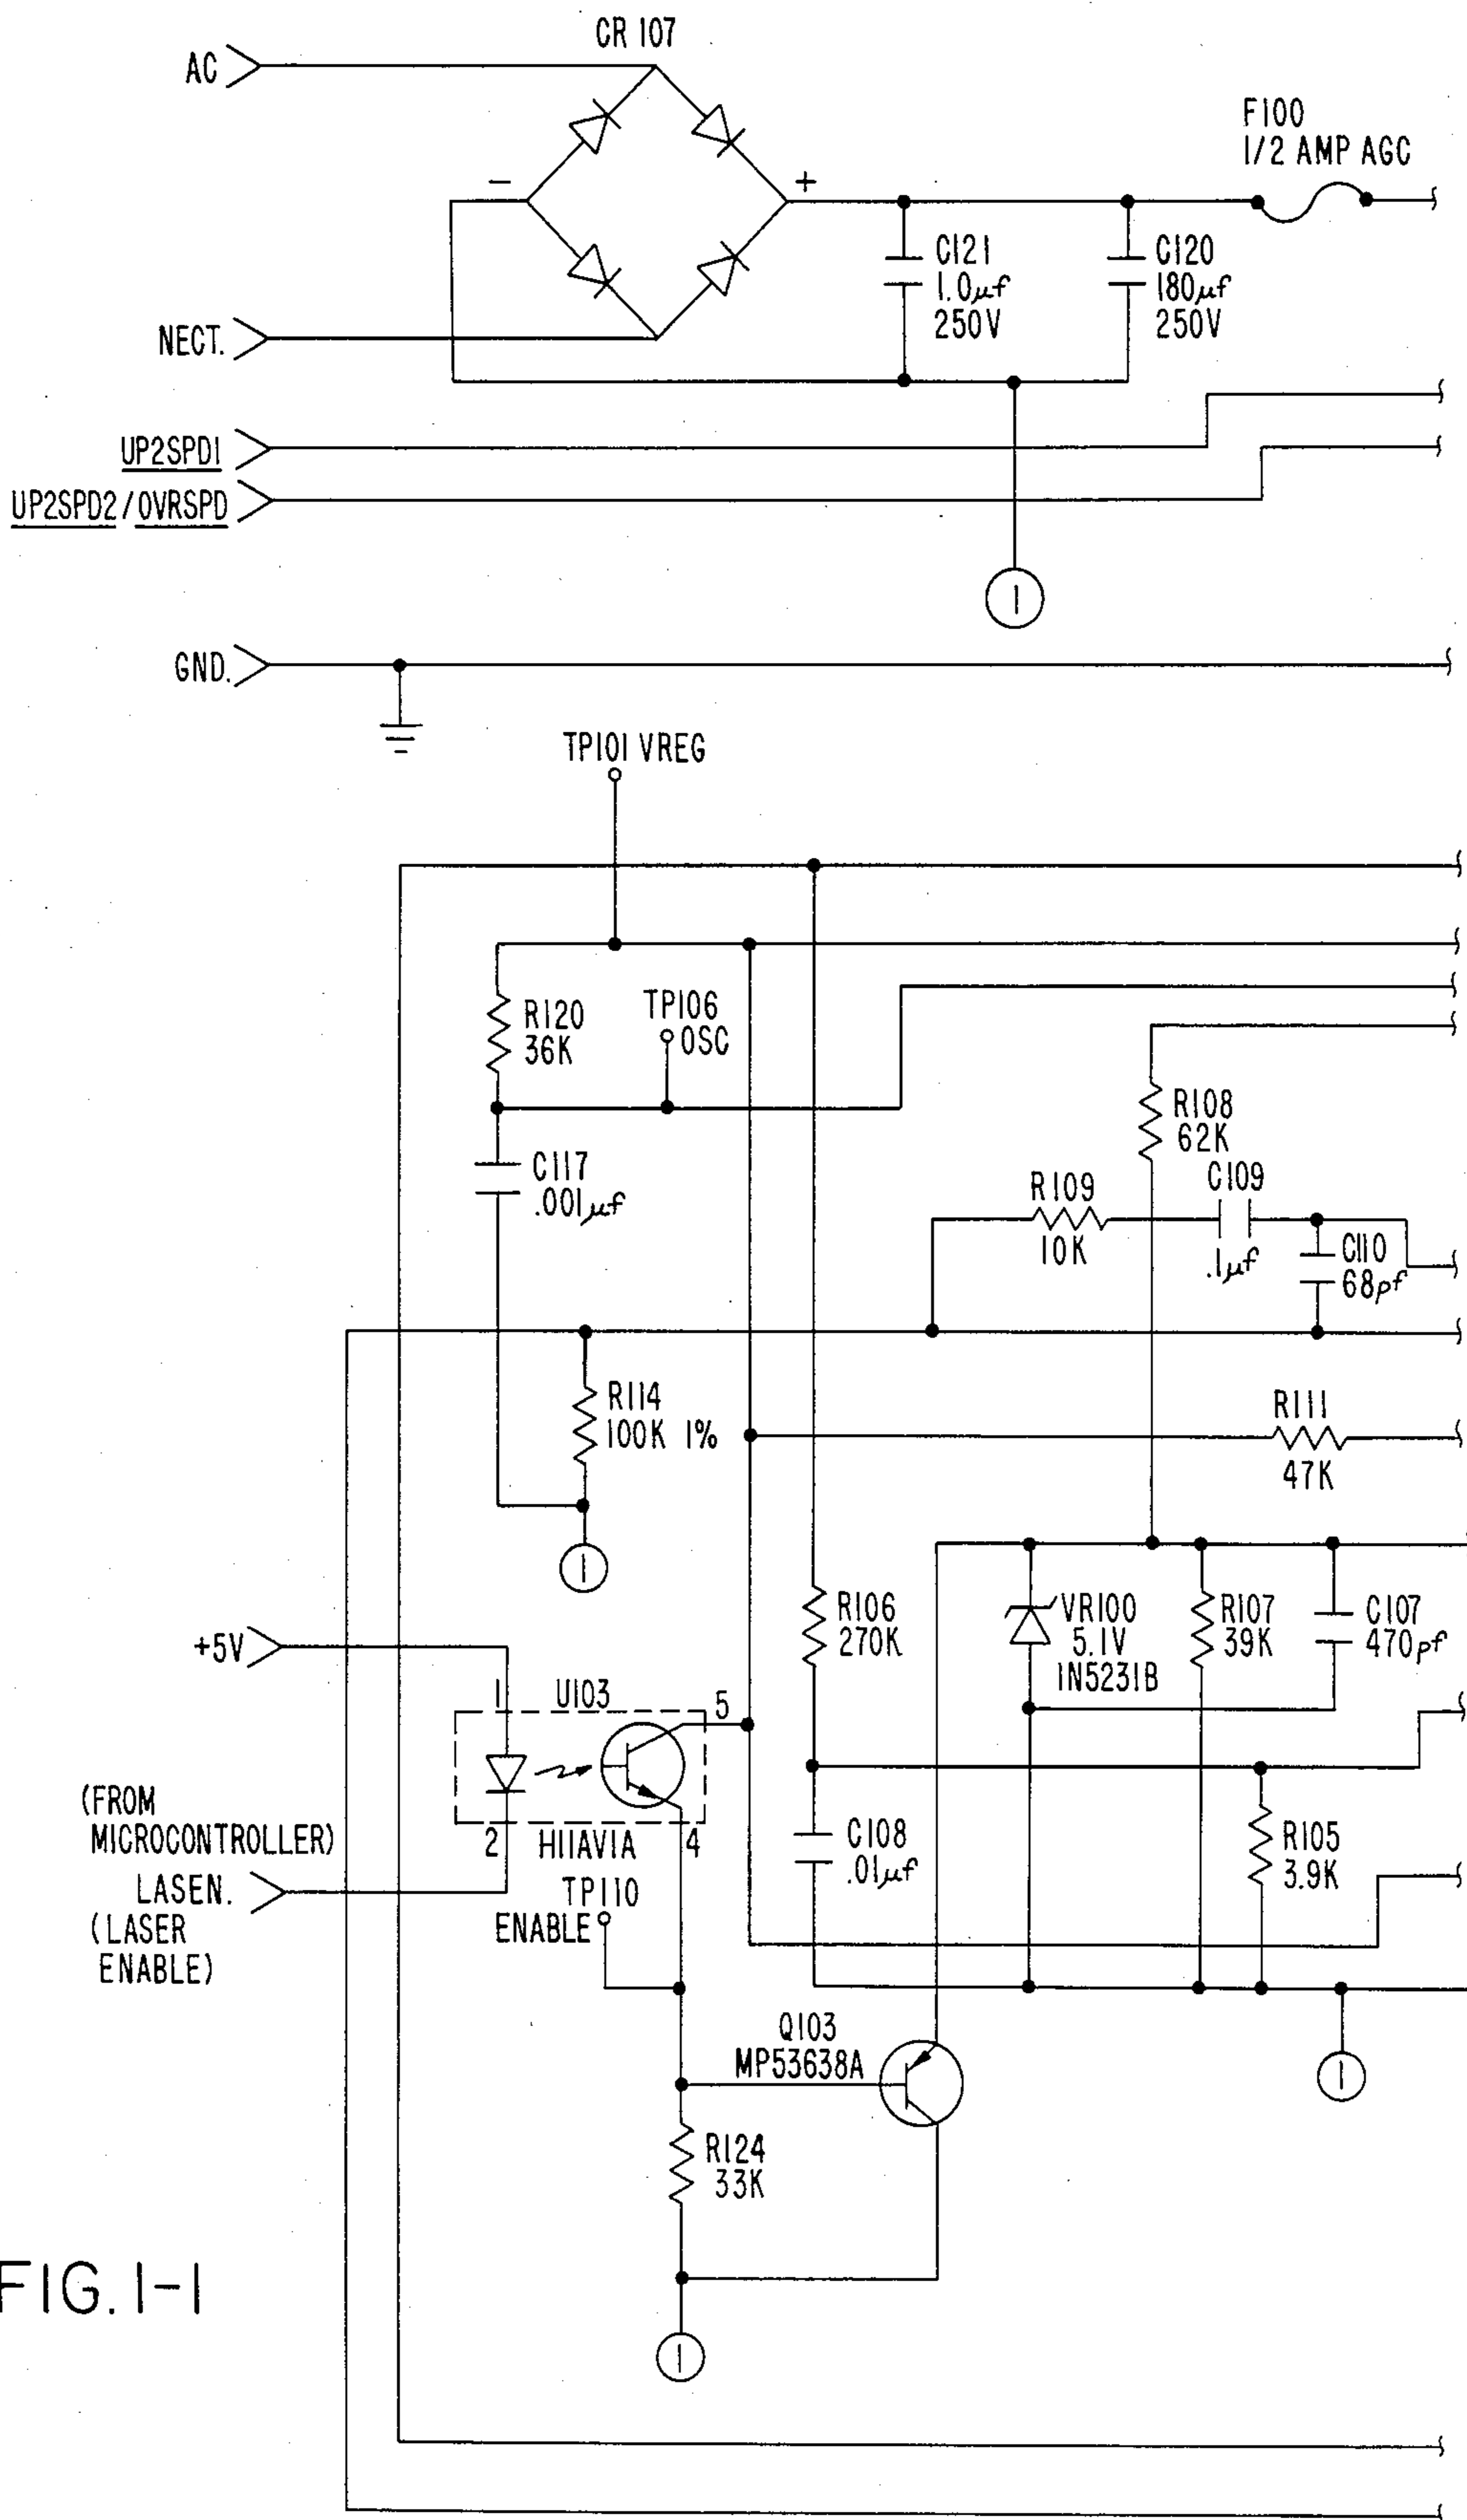 CR 107
AC
F100
1/2 AMP AGC
-
+
C121
1.0µf
250V
C120
180µf
250V
NECT.
UP2SPD1
UP2SPD2/OVRSPD
1
GND.
TP101 VREG
R120
36K
TP106
OSC
R108
62K
C117
.001µf
R109
10K
C109
.1µf
C110
68pf
R114
100K 1%
R111
47K
1
+5V
R106
270K
VR100
5.1V
1N5231B
R107
39K
C107
470pf
1
U103
5
(FROM
MICROCONTROLLER)
2
H11AV1A
4
C108
.01µf
R105
3.9K
LASEN.
(LASER
ENABLE)
TP110
ENABLE
Q103
MP53638A
1
R124
33K
FIG. 1-1
1